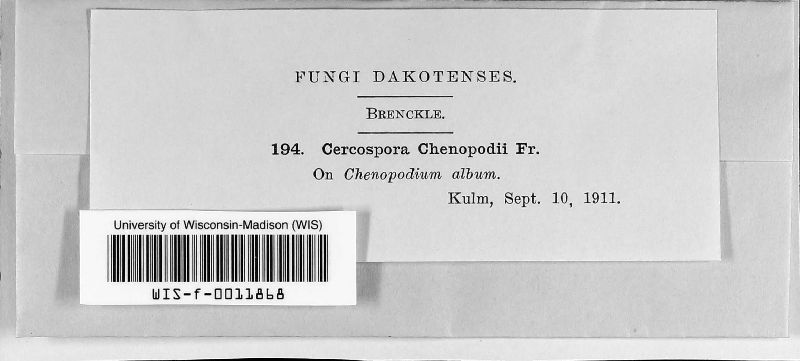 FUNGI DAKOTENSES.
BRENCKLE.
194. Cercospora Chenopodii Fr.
On Chenopodium album.
Kulm, Sept. 10, 1911.
University of Wisconsin-Madison (WIS)
WIS-f-0011868